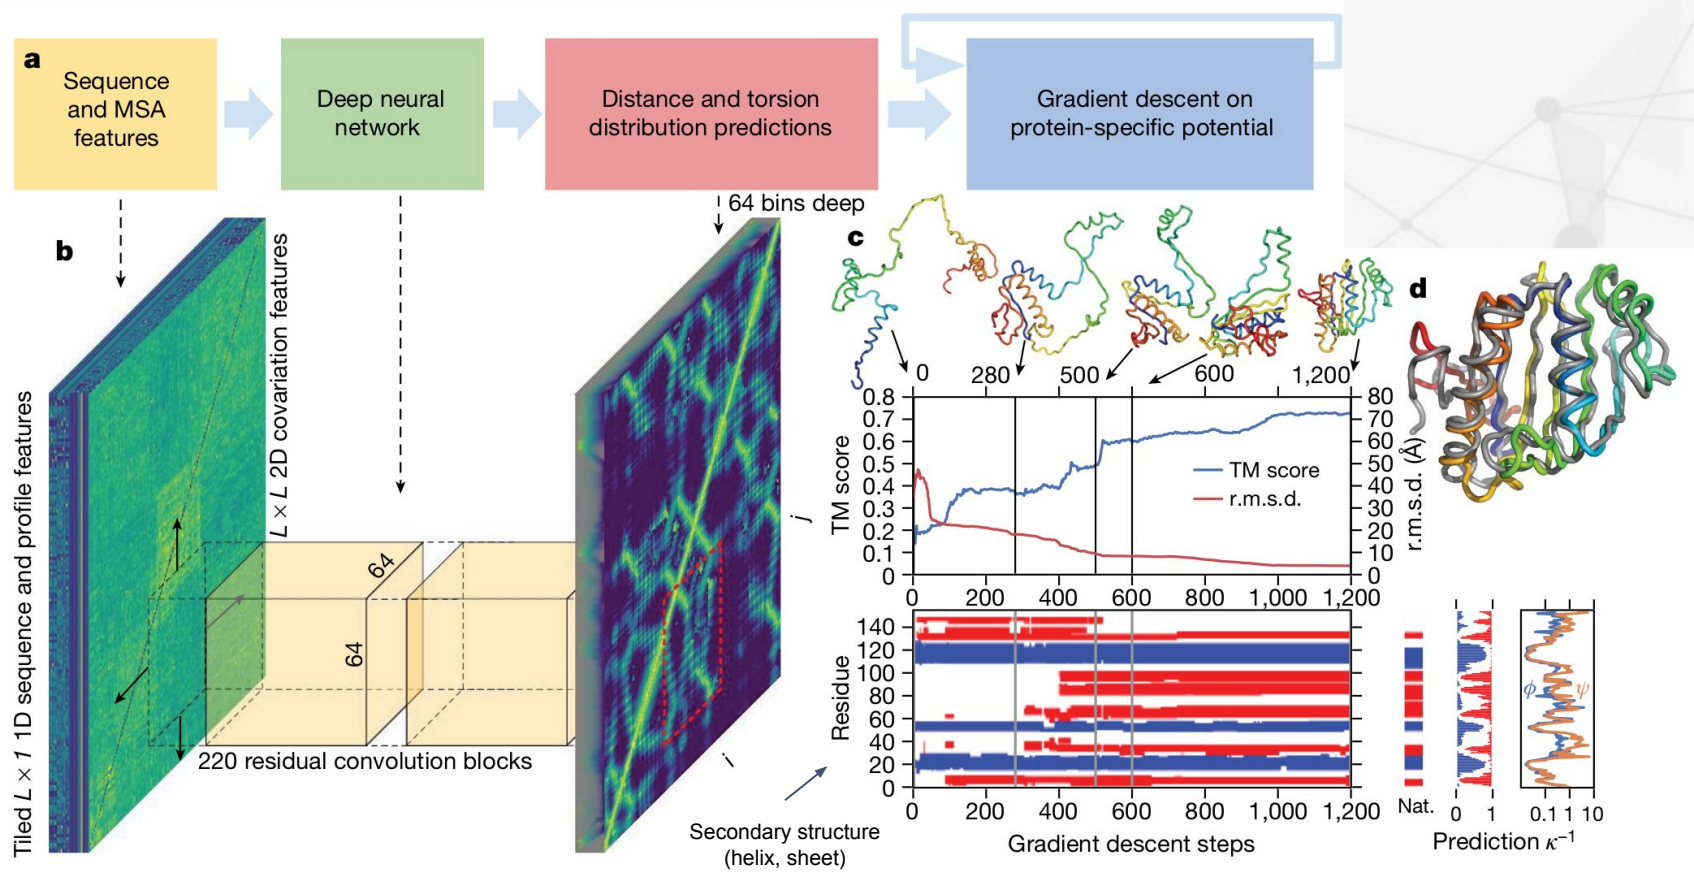 a
Sequence
and MSA
features
Deep neural
network
Distance and torsion
distribution predictions
Gradient descent on
protein-specific potential
64 bins deep
b
Tiled L × 1 1D sequence and profile features
L × L 2D covariation features
64
64
220 residual convolution blocks
j
i
c
0 280 500 600 1,200
TM score
0.8
0.7
0.6
0.5
0.4
0.3
0.2
0.1
0
TM score
r.m.s.d.
80
70
60
50
40
30
20
10
0
r.m.s.d. (Å)
0 200 400 600 800 1,000 1,200
Residue
140
120
100
80
60
40
20
0
0 200 400 600 800 1,000 1,200
Gradient descent steps
Secondary structure
(helix, sheet)
d
Nat.
0 1
ϕ ψ
0.1 1 10
Prediction κ⁻¹